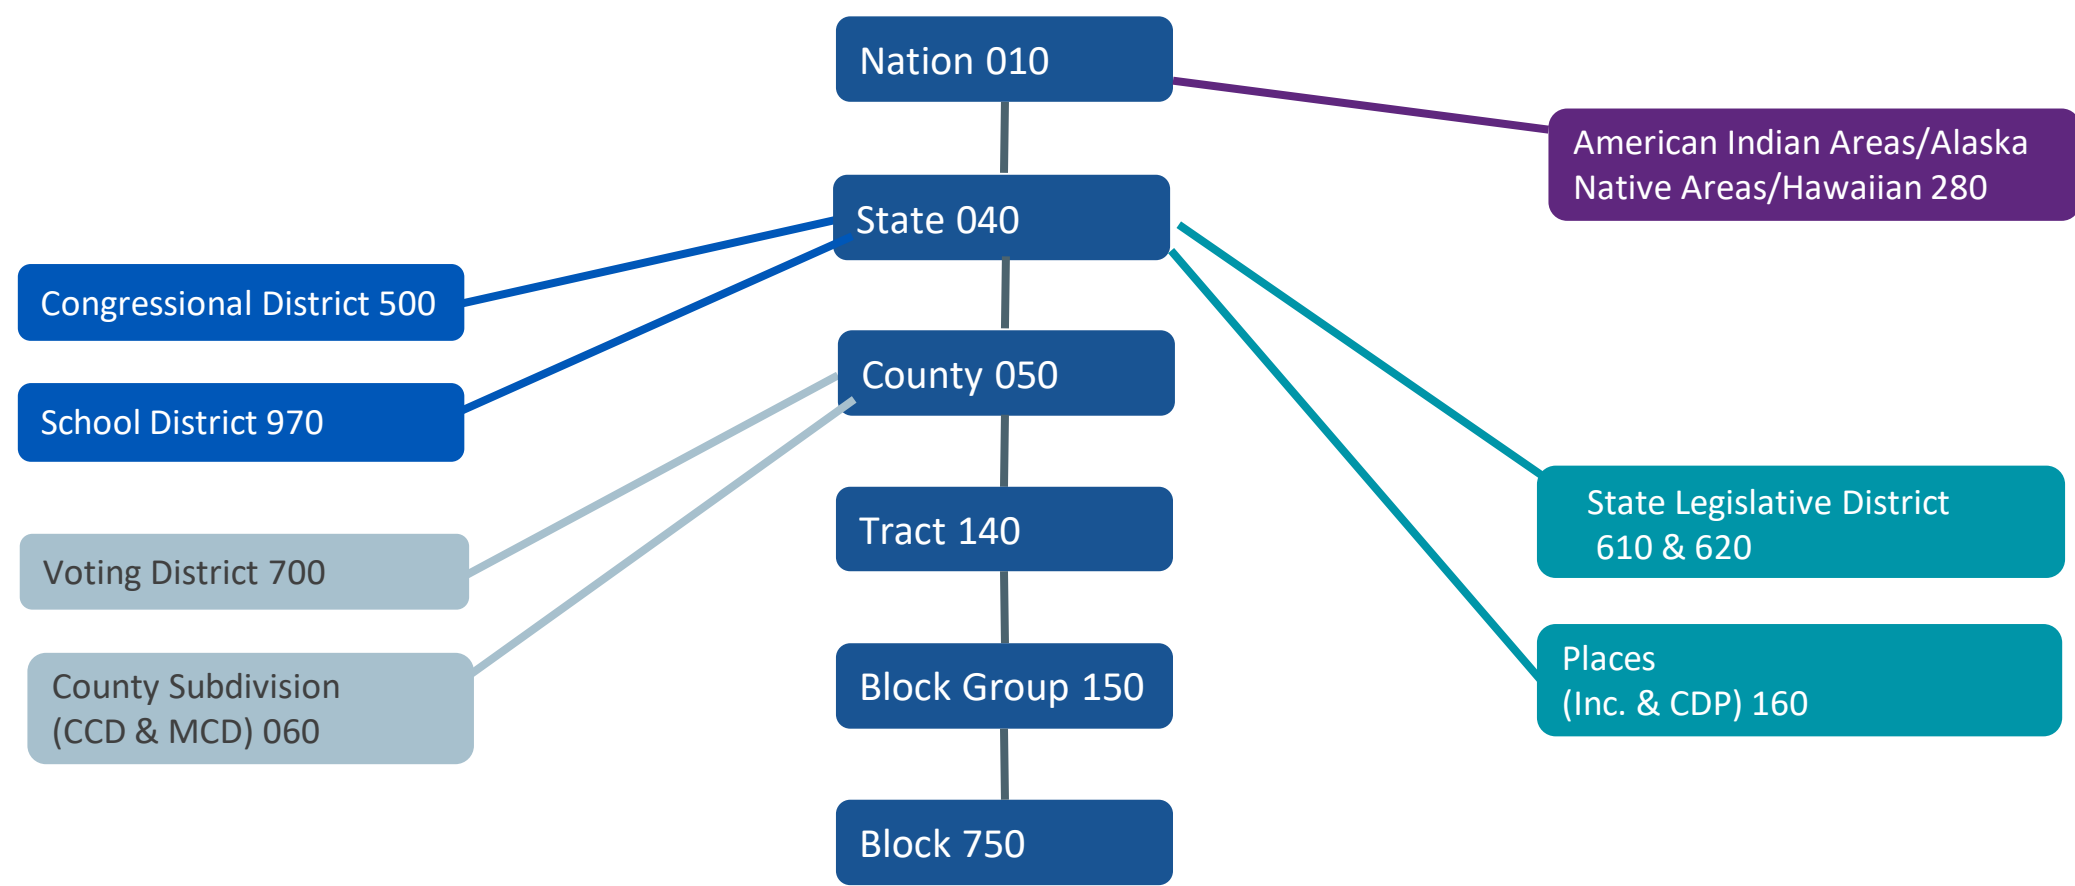 Nation 010
American Indian Areas/Alaska
Native Areas/Hawaiian 280
State 040
Congressional District 500
County 050
School District 970
State Legislative District
610 & 620
Tract 140
Voting District 700
Places
(Inc. & CDP) 160
County Subdivision
(CCD & MCD) 060
Block Group 150
Block 750